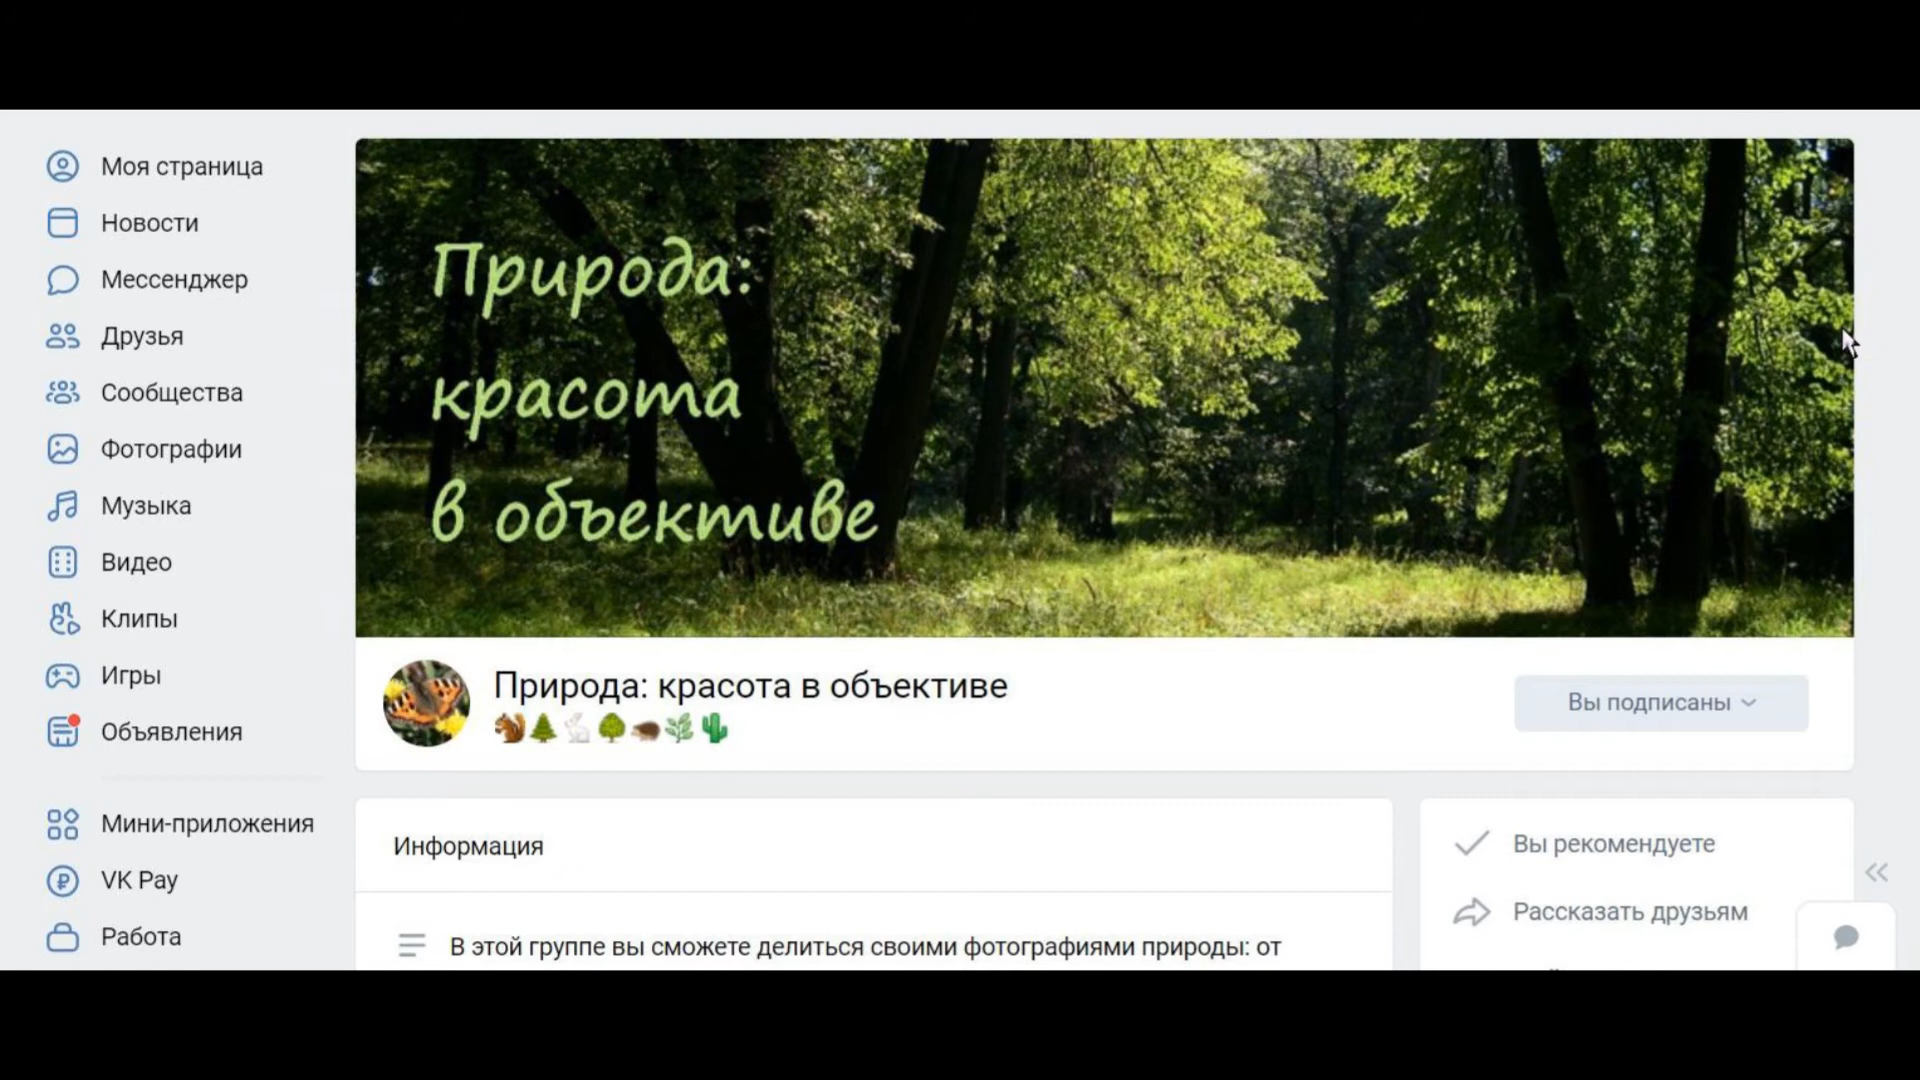 Моя страница
Новости
Мессенджер
Друзья
Сообщества
Фотографии
Музыка
Видео
Клипы
Игры
Объявления
Мини-приложения
VK Pay
Работа
Природа:
красота
в объективе
Природа: красота в объективе
Вы подписаны
Информация
В этой группе вы сможете делиться своими фотографиями природы: от
Вы рекомендуете
Рассказать друзьям